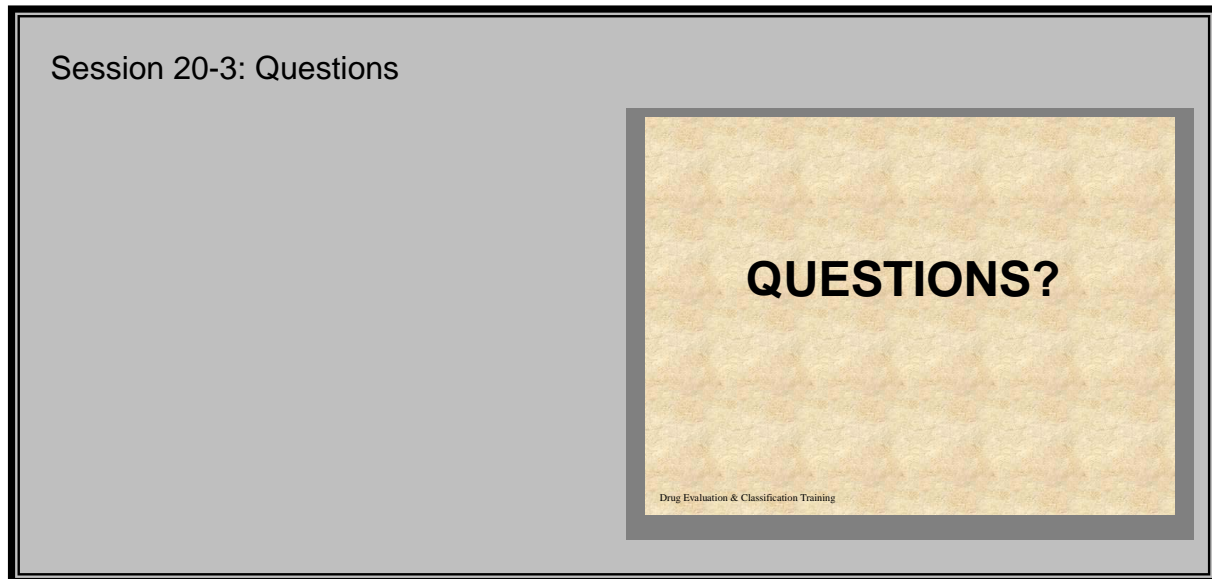 Session 20-3: Questions
QUESTIONS?
Drug Evaluation & Classification Training